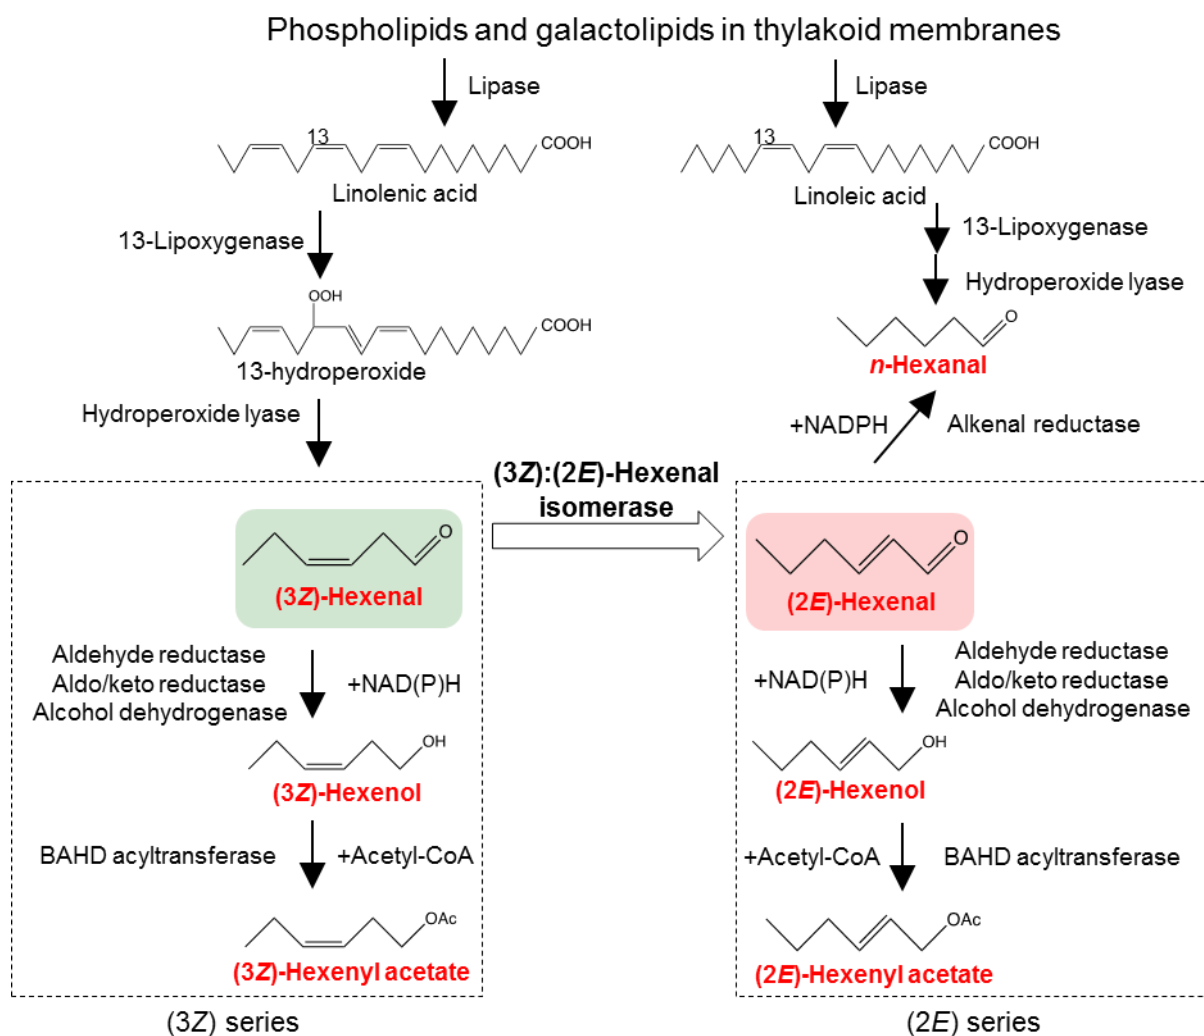 Phospholipids and galactolipids in thylakoid membranes
Lipase
Lipase
13
COOH
Linolenic acid
13
COOH
Linoleic acid
13-Lipoxygenase
13-Lipoxygenase
Hydroperoxide lyase
OOH
COOH
13-hydroperoxide
O
n-Hexanal
Hydroperoxide lyase
+NADPH
Alkenal reductase
(3Z):(2E)-Hexenal
isomerase
O
(3Z)-Hexenal
O
(2E)-Hexenal
Aldehyde reductase
Aldo/keto reductase
Alcohol dehydrogenase
+NAD(P)H
+NAD(P)H
Aldehyde reductase
Aldo/keto reductase
Alcohol dehydrogenase
OH
(3Z)-Hexenol
OH
(2E)-Hexenol
BAHD acyltransferase
+Acetyl-CoA
+Acetyl-CoA
BAHD acyltransferase
OAc
(3Z)-Hexenyl acetate
OAc
(2E)-Hexenyl acetate
(3Z) series
(2E) series